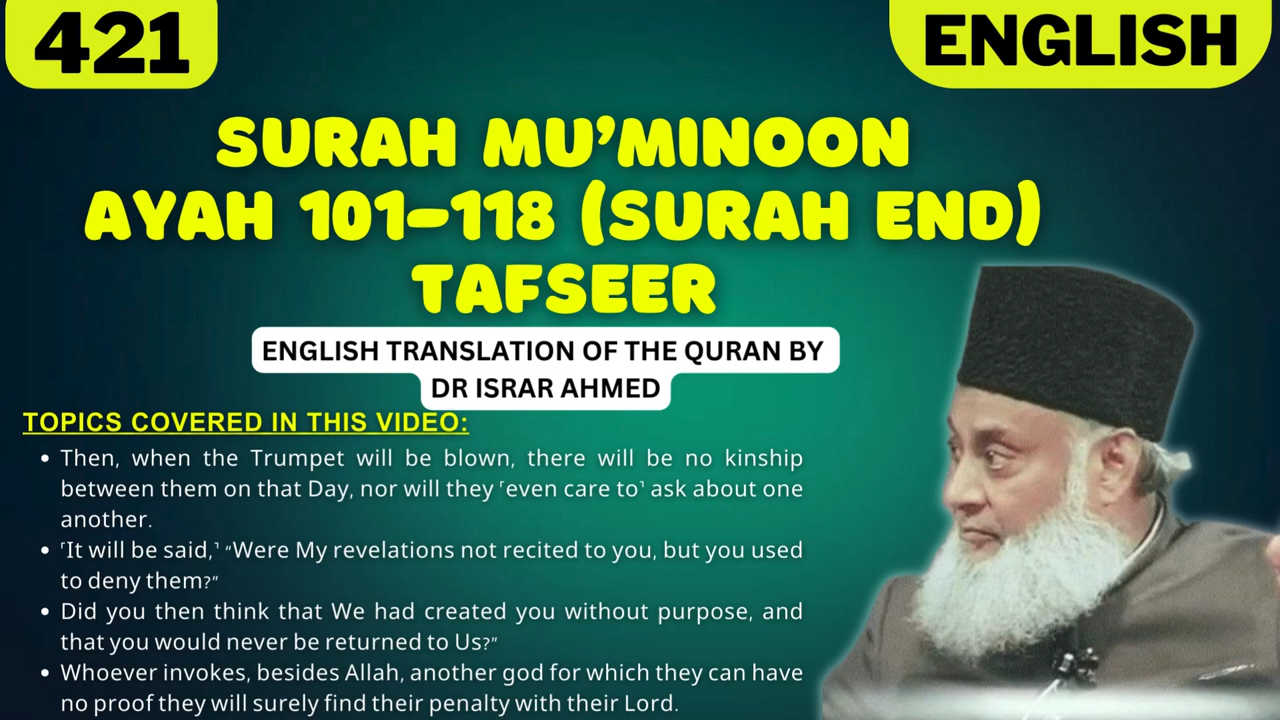 421
ENGLISH
SURAH MU'MINOON
AYAH 101–118 (SURAH END)
TAFSEER
ENGLISH TRANSLATION OF THE QURAN BY
DR ISRAR AHMED
TOPICS COVERED IN THIS VIDEO:
• Then, when the Trumpet will be blown, there will be no kinship
between them on that Day, nor will they ˹even care to˺ ask about one
another.
• ˹It will be said,˺ “Were My revelations not recited to you, but you used
to deny them?”
• Did you then think that We had created you without purpose, and
that you would never be returned to Us?”
• Whoever invokes, besides Allah, another god for which they can have
no proof they will surely find their penalty with their Lord.